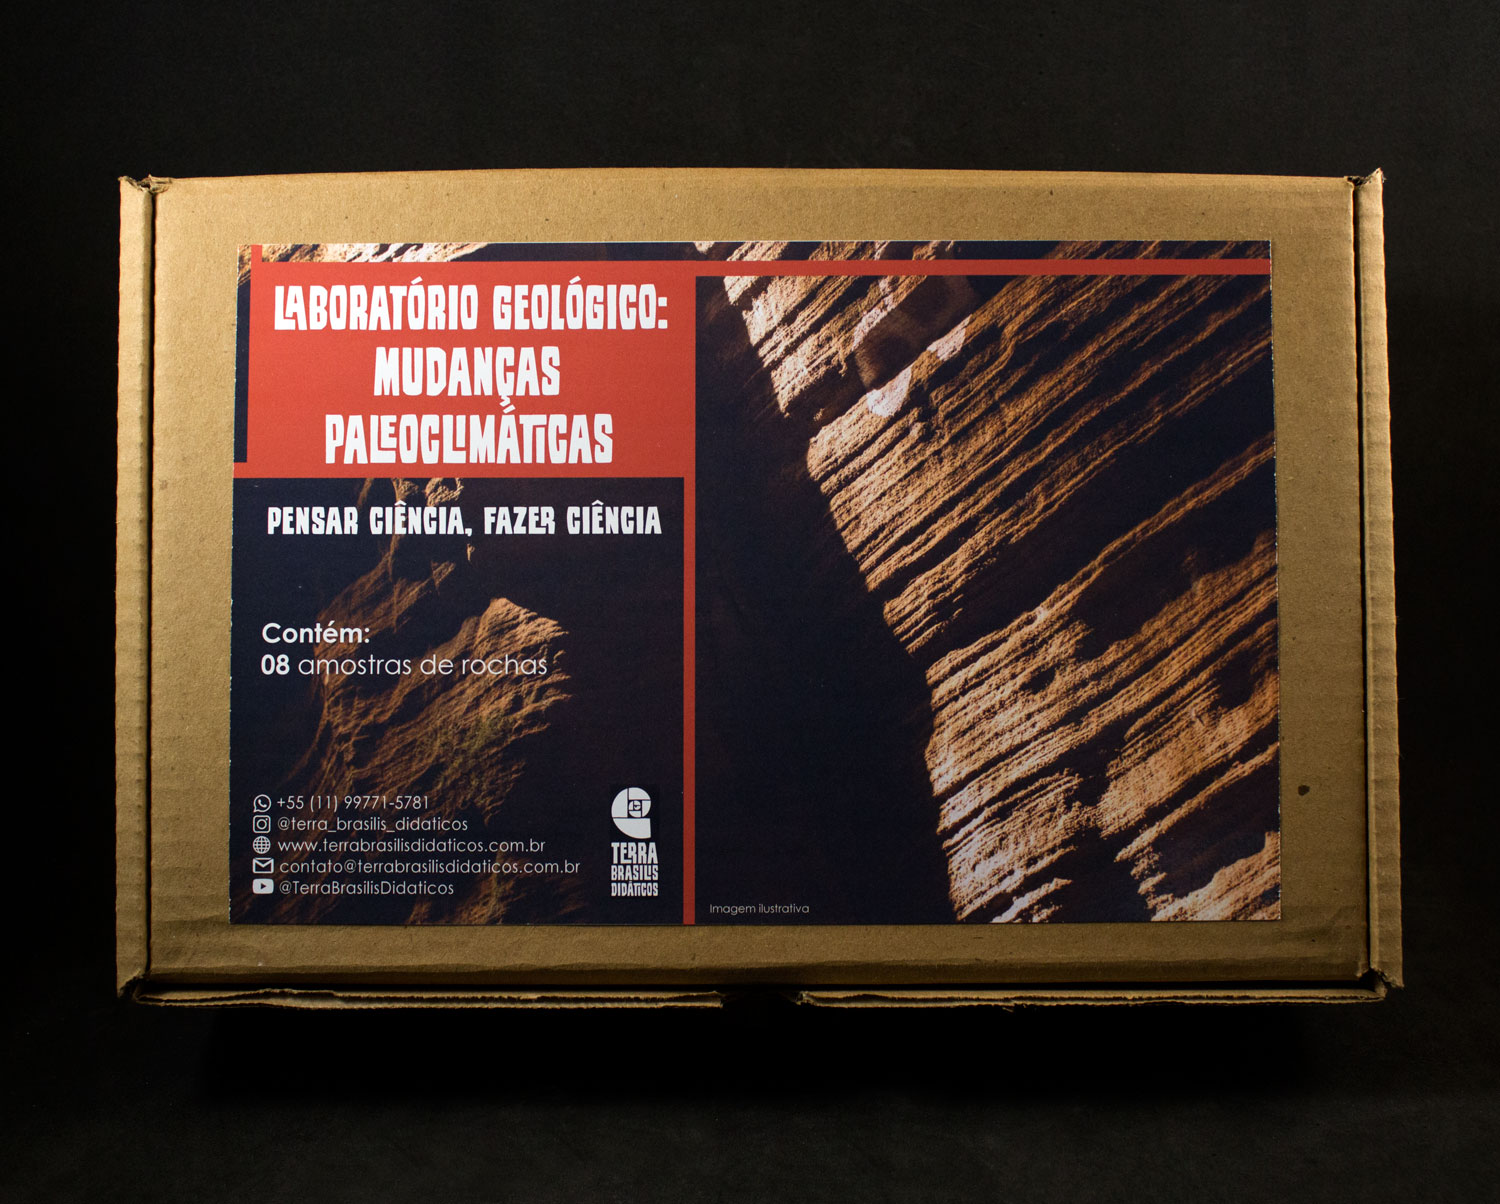 LABORATÓRIO GEOLÓGICO:
MUDANÇAS
PALEOCLIMÁTICAS
PENSAR CIÊNCIA, FAZER CIÊNCIA
Contém:
08 amostras de rochas
+55 (11) 99771-5781
@terra_brasilis_didaticos
www.terrabrasilisdidaticos.com.br
contato@terrabrasilisdidaticos.com.br
@TerraBrasilisDidaticos
TERRA
BRASILIS
DIDÁTICOS
Imagem ilustrativa